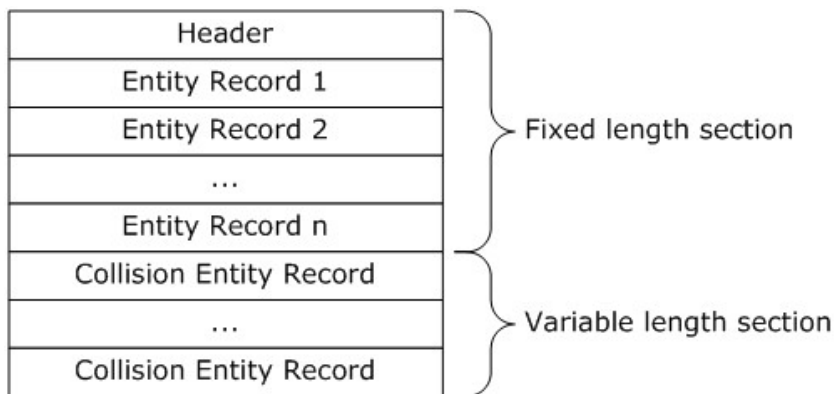 Header
Entity Record 1
Entity Record 2
...
Entity Record n
Fixed length section
Collision Entity Record
...
Collision Entity Record
Variable length section